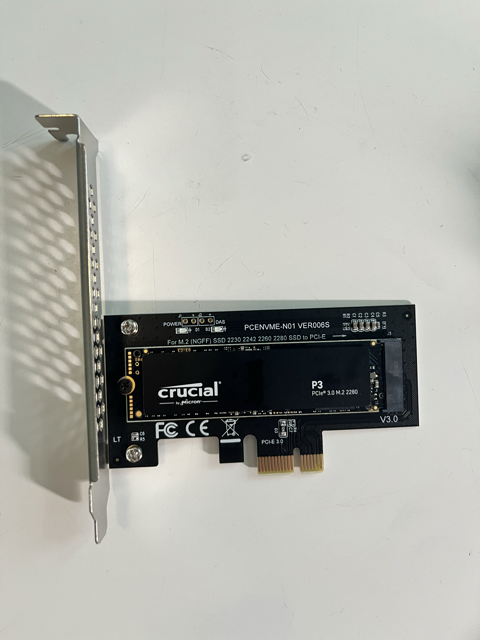 POWER
DAS
D1
PCENVME-N01 VER006S
For M.2 (NGFF) SSD 2230 2242 2260 2280 SSD to PCI-E
crucial
by Micron
P3
PCIe® 3.0 M.2 2280
V3.0
FC CE
LT
PCI-E 3.0